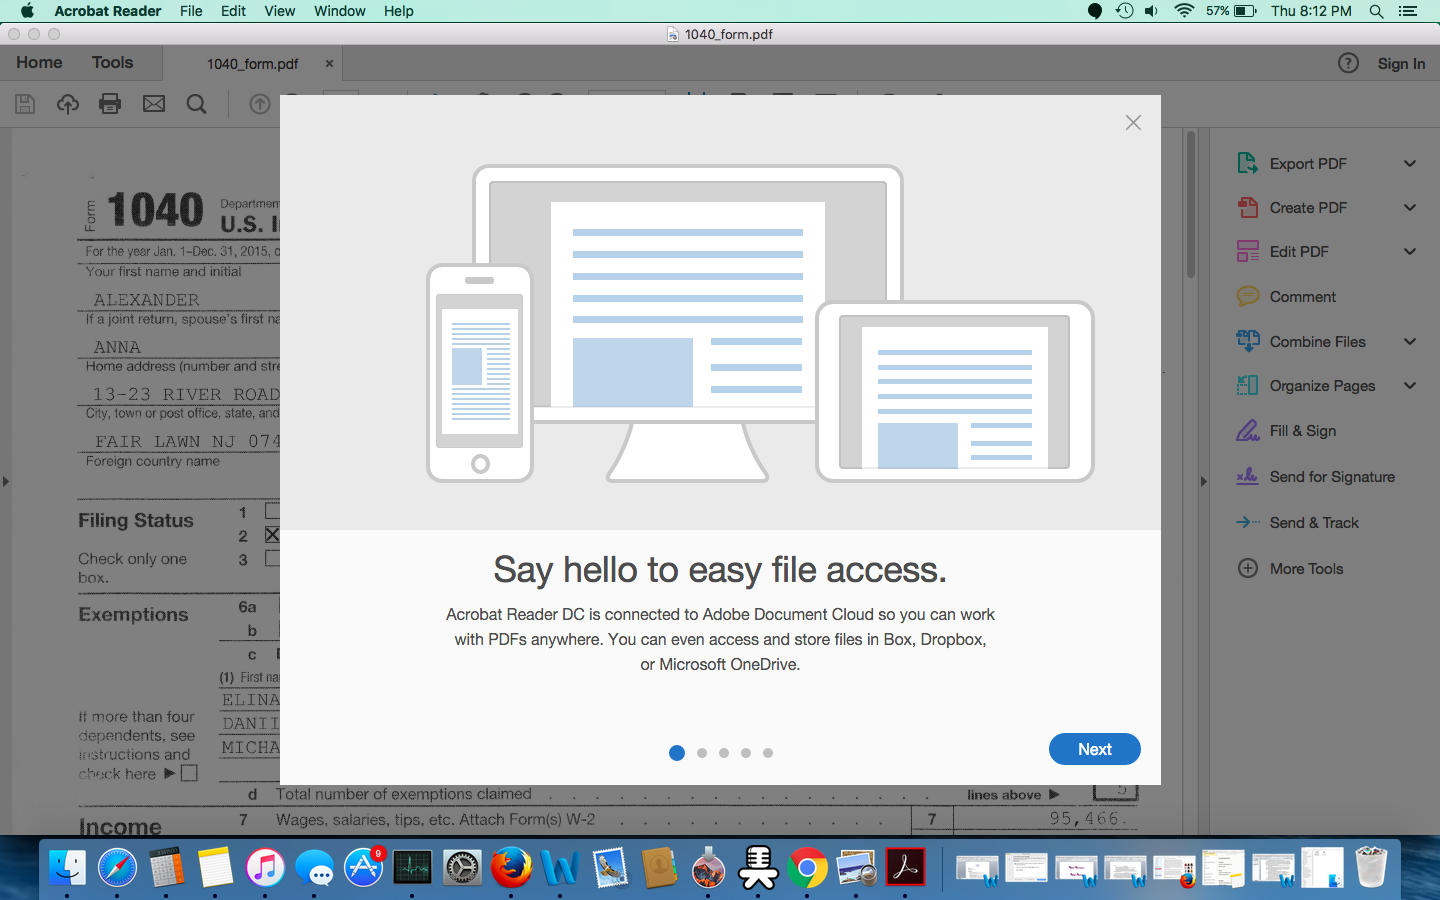 Acrobat Reader File Edit View Window Help 57% Thu 8:12 PM
1040_form.pdf
Home Tools 1040_form.pdf × ? Sign In
Export PDF
Create PDF
Edit PDF
Comment
Combine Files
Organize Pages
Fill & Sign
Send for Signature
Send & Track
More Tools
Form 1040
U.S. I
For the year Jan. 1–Dec. 31, 2015,
Your first name and initial
ALEXANDER
If a joint return, spouse's first
ANNA
Home address (number and
13-23 RIVER ROAD
City, town or post office, state, and
FAIR LAWN NJ 074
Foreign country name
Filing Status 1
2
Check only one 3
box.
Exemptions 6a
b
c
(1) First
ELINA
DANII
MICHA
If more than four
dependents, see
instructions and
check here ▶
d Total number of exemptions claimed lines above ▶ 5
Income 7 Wages, salaries, tips, etc. Attach Form(s) W-2 7 95,466.
Say hello to easy file access.
Acrobat Reader DC is connected to Adobe Document Cloud so you can work
with PDFs anywhere. You can even access and store files in Box, Dropbox,
or Microsoft OneDrive.
Next
9